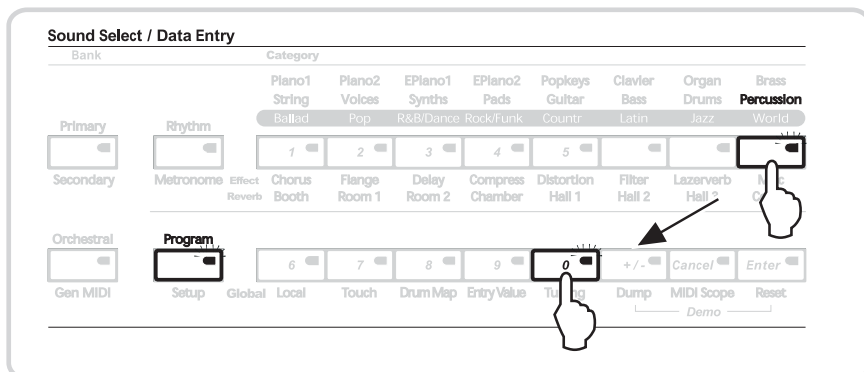 Sound Select / Data Entry
Bank Category
Piano1 Piano2 EPiano1 EPiano2 Popkeys Clavier Organ Brass
String Voices Synths Pads Guitar Bass Drums Percussion
Ballad Pop R&B/Dance Rock/Funk Countr Latin Jazz World
Primary Rhythm
1 2 3 4 5
Secondary Metronome Effect Chorus Flange Delay Compress Distortion Filter Lazerverb
Reverb Booth Room 1 Room 2 Chamber Hall 1 Hall 2
Orchestral Program
6 7 8 9 0 +/- Cancel Enter
Gen MIDI Setup Global Local Touch Drum Map Entry Value Dump MIDI Scope Reset
Demo